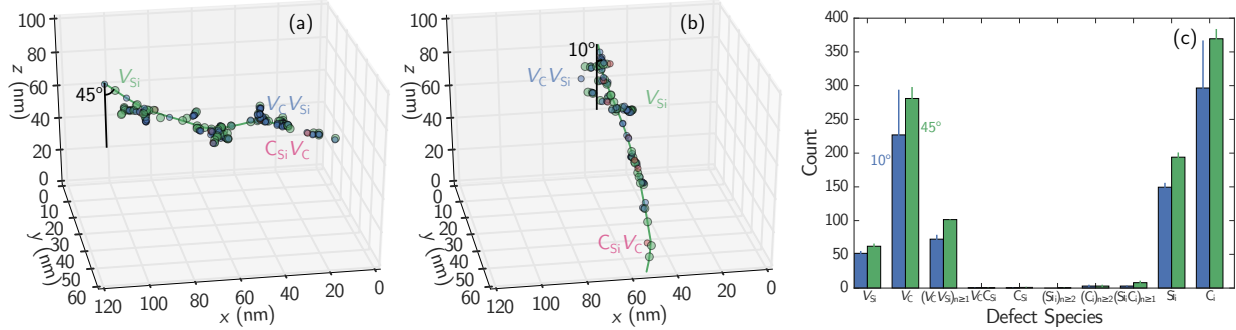 (a)
z (nm)
100
80
60
40
20
0
45°
V_Si
V_C V_Si
C_Si V_C
0
10
20
30
40
50
60
y (nm)
120
100
80
60
40
20
0
x (nm)
(b)
z (nm)
100
80
60
40
20
0
10°
V_C V_Si
V_Si
C_Si V_C
0
10
20
30
40
50
60
y (nm)
120
100
80
60
40
20
0
x (nm)
(c)
Count
400
350
300
250
200
150
100
50
0
10°
45°
V_Si V_C (V_C V_Si)_n≥1 V_C C_Si C_Si (Si_i)_n≥2 (C_i)_n≥2 (Si_i C_i)_n≥1 Si_i C_i
Defect Species